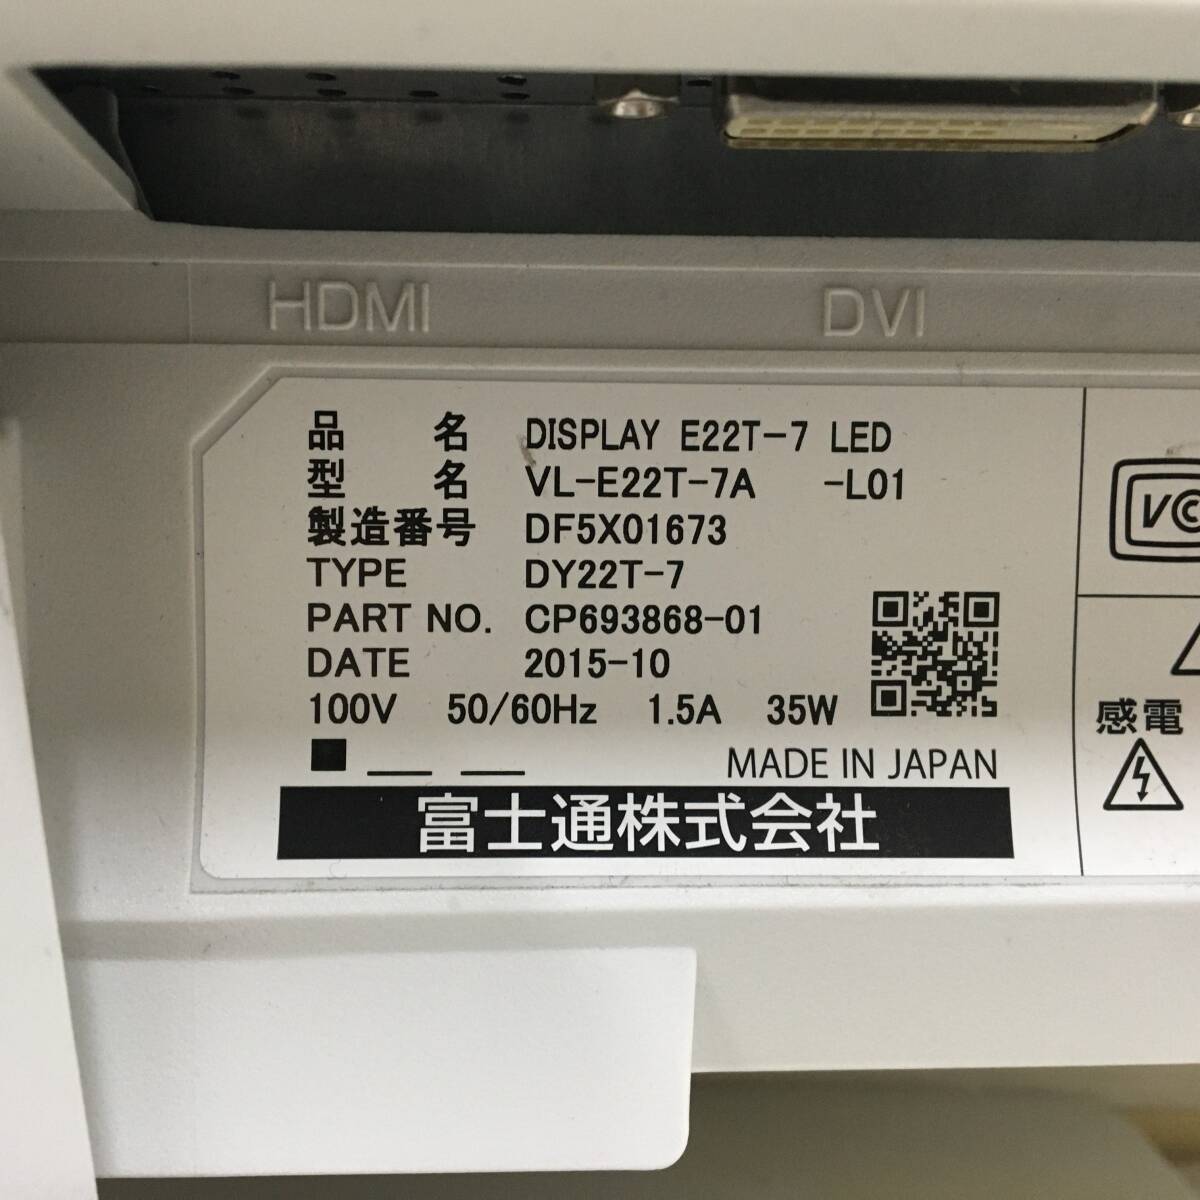 HDMI DVI
品 名 DISPLAY E22T-7 LED
型 名 VL-E22T-7A -L01
製造番号 DF5X01673
TYPE DY22T-7
PART NO. CP693868-01
DATE 2015-10
100V 50/60Hz 1.5A 35W
MADE IN JAPAN
富士通株式会社
感電